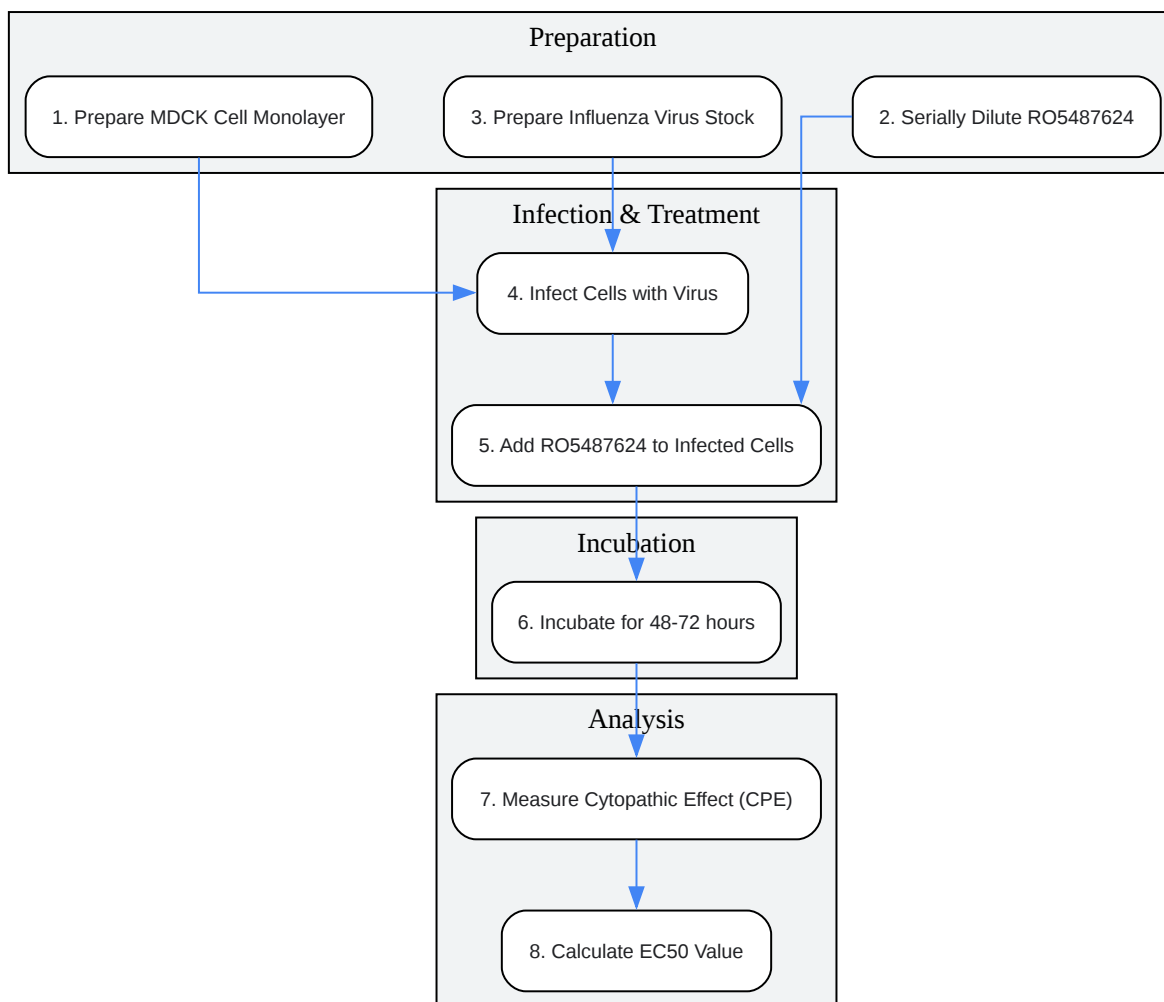 Preparation
1. Prepare MDCK Cell Monolayer
3. Prepare Influenza Virus Stock
2. Serially Dilute RO5487624
Infection & Treatment
4. Infect Cells with Virus
5. Add RO5487624 to Infected Cells
Incubation
6. Incubate for 48-72 hours
Analysis
7. Measure Cytopathic Effect (CPE)
8. Calculate EC50 Value